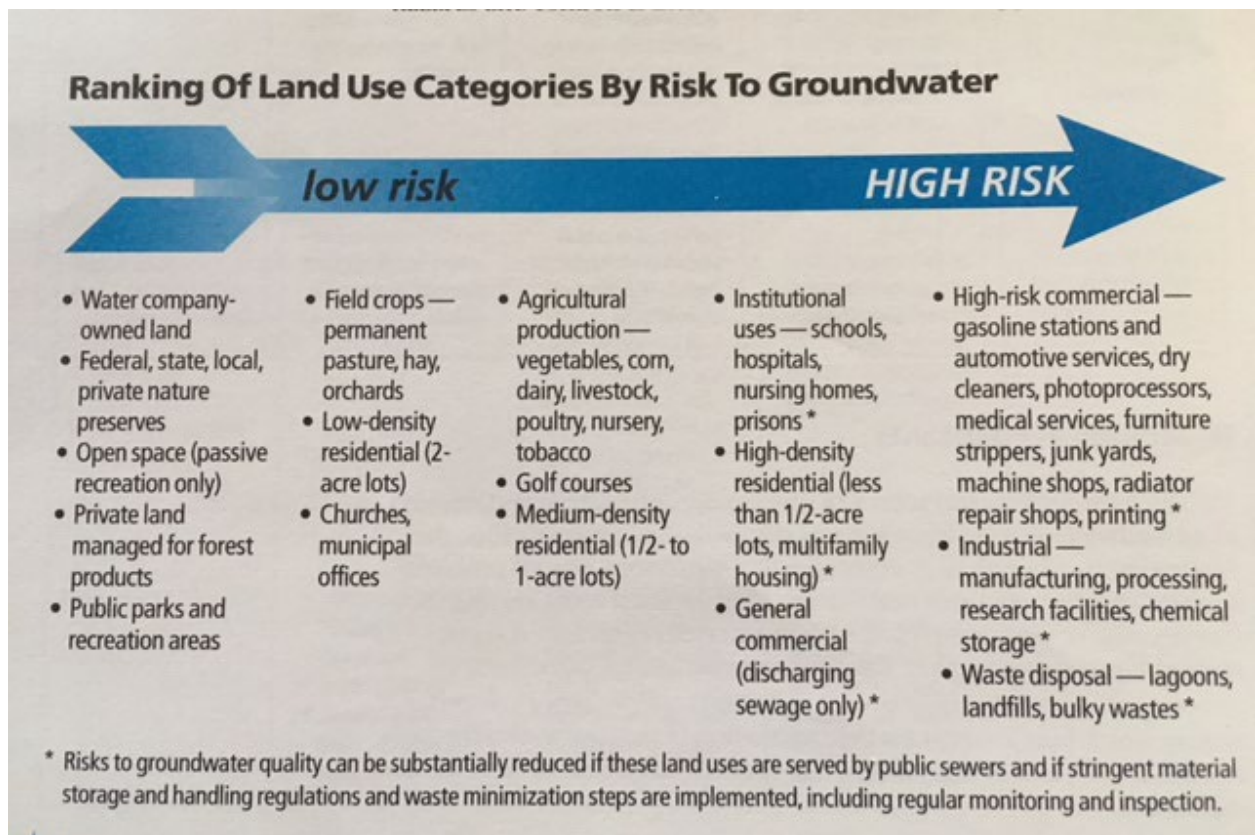 Ranking Of Land Use Categories By Risk To Groundwater
low risk
HIGH RISK
• Water company-
owned land
• Federal, state, local,
private nature
preserves
• Open space (passive
recreation only)
• Private land
managed for forest
products
• Public parks and
recreation areas
• Field crops —
permanent
pasture, hay,
orchards
• Low-density
residential (2-
acre lots)
• Churches,
municipal
offices
• Agricultural
production —
vegetables, corn,
dairy, livestock,
poultry, nursery,
tobacco
• Golf courses
• Medium-density
residential (1/2- to
1-acre lots)
• Institutional
uses — schools,
hospitals,
nursing homes,
prisons *
• High-density
residential (less
than 1/2-acre
lots, multifamily
housing) *
• General
commercial
(discharging
sewage only) *
• High-risk commercial —
gasoline stations and
automotive services, dry
cleaners, photoprocessors,
medical services, furniture
strippers, junk yards,
machine shops, radiator
repair shops, printing *
• Industrial —
manufacturing, processing,
research facilities, chemical
storage *
• Waste disposal — lagoons,
landfills, bulky wastes *
* Risks to groundwater quality can be substantially reduced if these land uses are served by public sewers and if stringent material
storage and handling regulations and waste minimization steps are implemented, including regular monitoring and inspection.